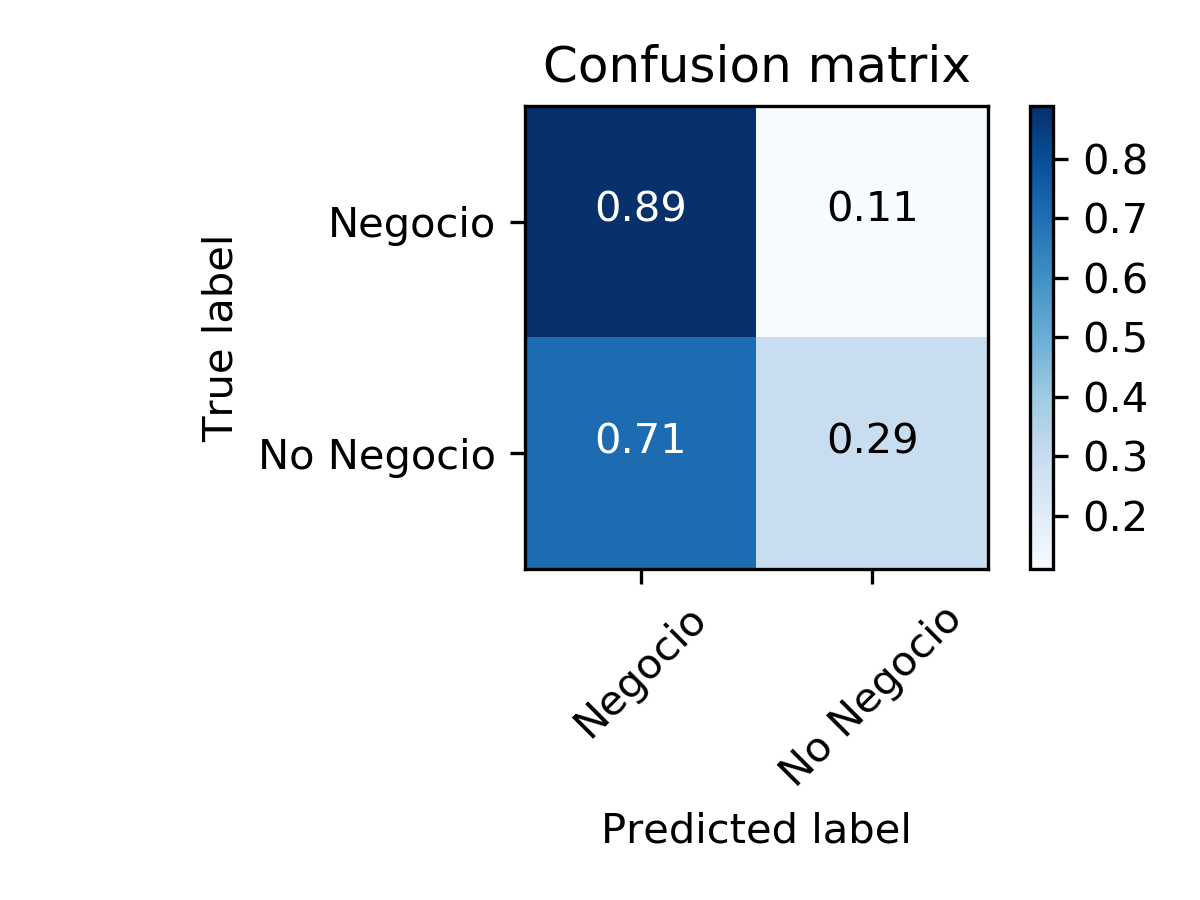 Confusion matrix
True label
Negocio
No Negocio
0.89
0.11
0.71
0.29
0.8
0.7
0.6
0.5
0.4
0.3
0.2
Negocio
No Negocio
Predicted label